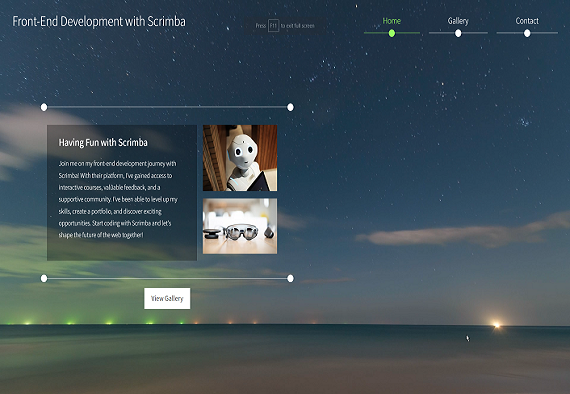 Front-End Development with Scrimba
Press F11 to exit full screen
Home
Gallery
Contact
Having Fun with Scrimba
Join me on my front-end development journey with
Scrimba! With their platform, I've gained access to
interactive courses, valuable feedback, and a
supportive community. I've been able to level up my
skills, create a portfolio, and discover exciting
opportunities. Start coding with Scrimba and let's
shape the future of the web together!
View Gallery